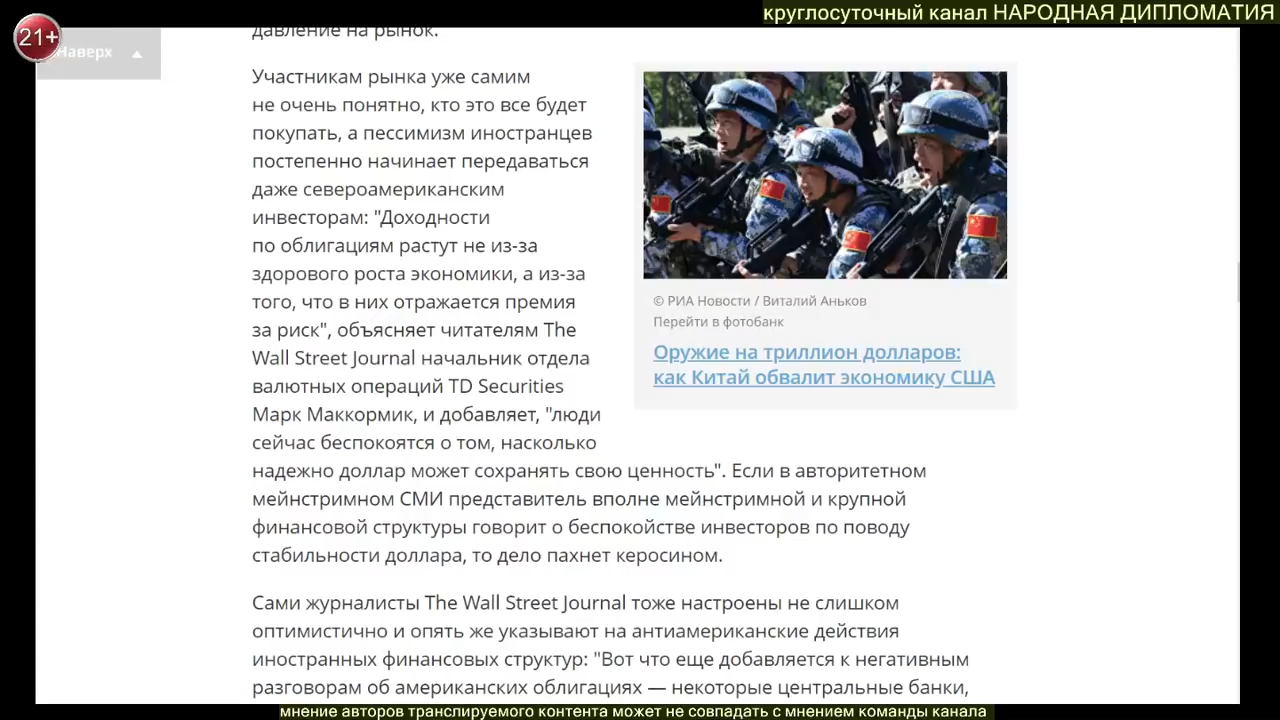 круглосуточный канал НАРОДНАЯ ДИПЛОМАТИЯ
21+
Наверх
давление на рынок.
Участникам рынка уже самим
не очень понятно, кто это все будет
покупать, а пессимизм иностранцев
постепенно начинает передаваться
даже североамериканским
инвесторам: "Доходности
по облигациям растут не из-за
здорового роста экономики, а из-за
того, что в них отражается премия
за риск", объясняет читателям The
Wall Street Journal начальник отдела
валютных операций TD Securities
Марк Маккормик, и добавляет, "люди
сейчас беспокоятся о том, насколько
надежно доллар может сохранять свою ценность". Если в авторитетном
мейнстримном СМИ представитель вполне мейнстримной и крупной
финансовой структуры говорит о беспокойстве инвесторов по поводу
стабильности доллара, то дело пахнет керосином.
© РИА Новости / Виталий Аньков
Перейти в фотобанк
Оружие на триллион долларов:
как Китай обвалит экономику США
Сами журналисты The Wall Street Journal тоже настроены не слишком
оптимистично и опять же указывают на антиамериканские действия
иностранных финансовых структур: "Вот что еще добавляется к негативным
разговорам об американских облигациях — некоторые центральные банки,
мнение авторов транслируемого контента может не совпадать с мнением команды канала